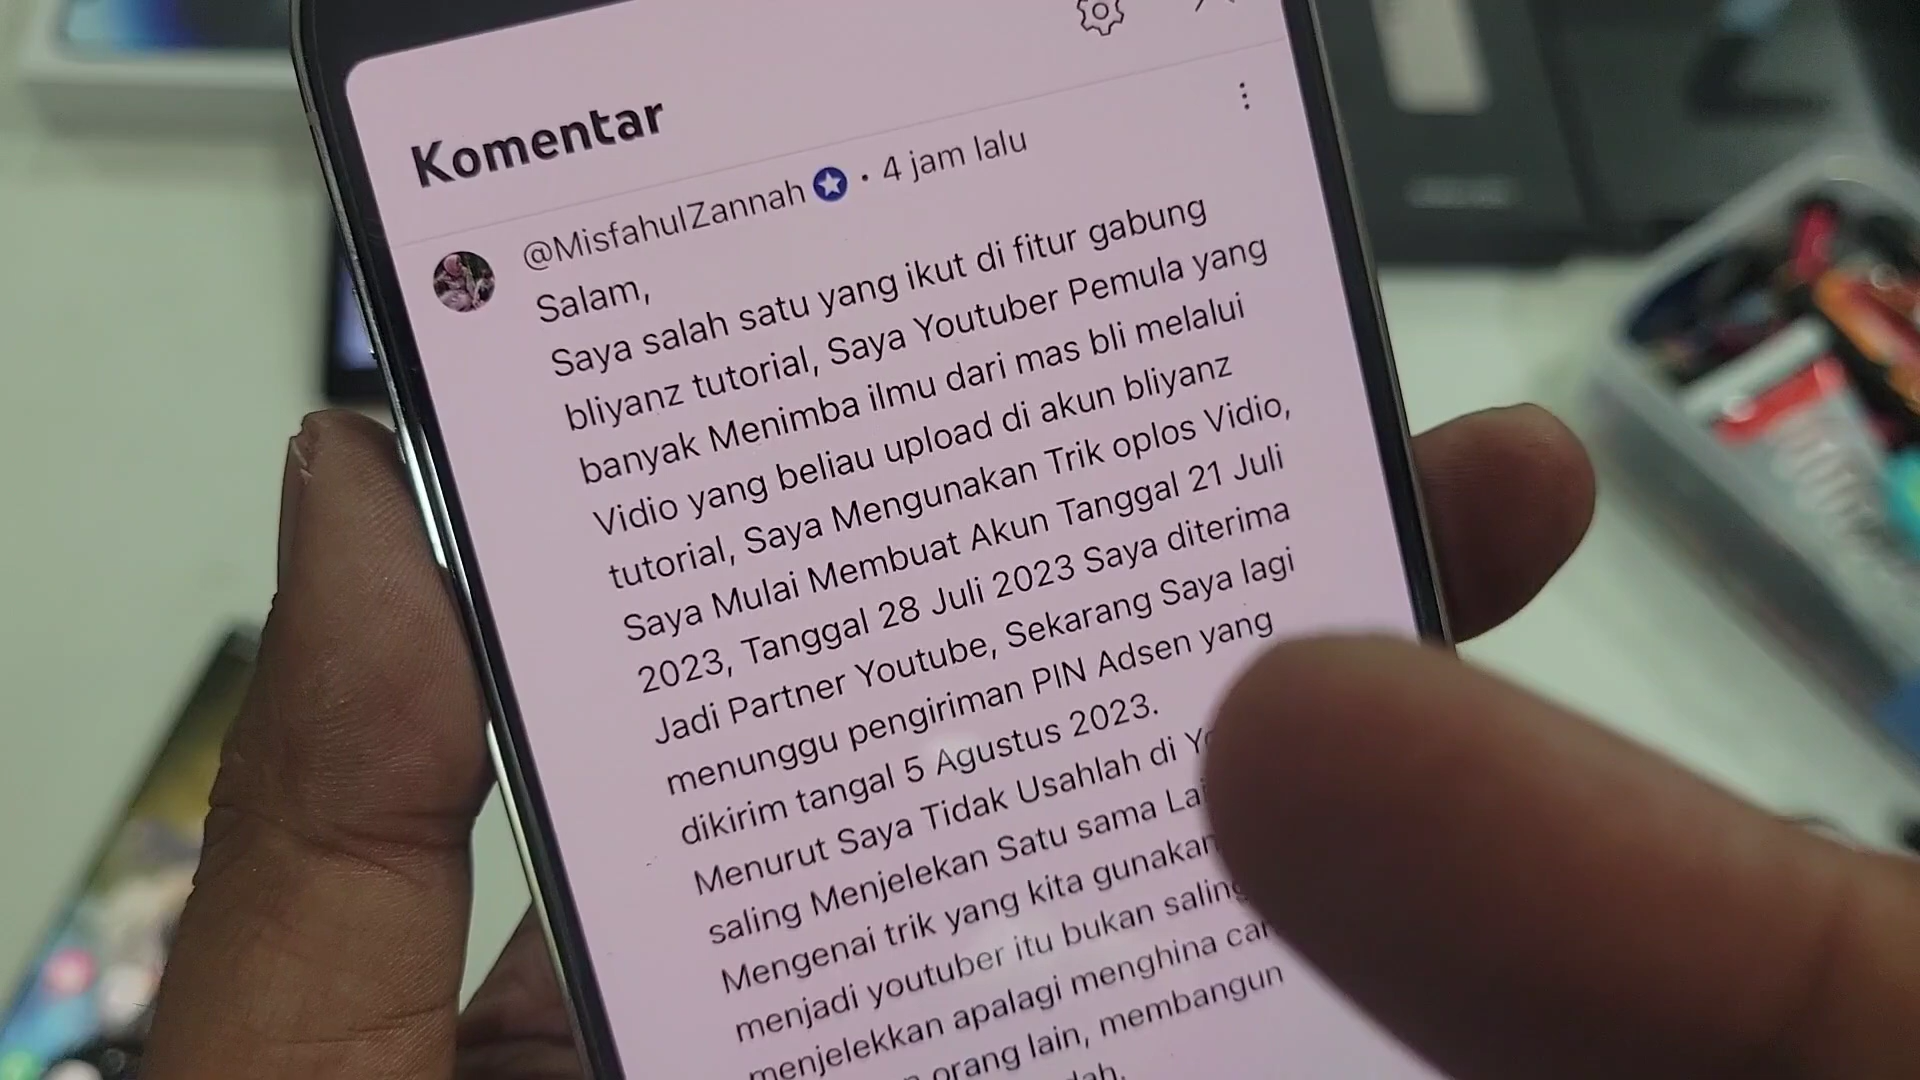 Komentar
@MisfahulZannah · 4 jam lalu
Salam,
Saya salah satu yang ikut di fitur gabung
bliyanz tutorial, Saya Youtuber Pemula yang
banyak Menimba ilmu dari mas bli melalui
Vidio yang beliau upload di akun bliyanz
tutorial, Saya Mengunakan Trik oplos Vidio,
Saya Mulai Membuat Akun Tanggal 21 Juli
2023, Tanggal 28 Juli 2023 Saya diterima
Jadi Partner Youtube, Sekarang Saya lagi
menunggu pengiriman PIN Adsen yang
dikirim tangal 5 Agustus 2023.
Menurut Saya Tidak Usahlah di
saling Menjelekan Satu sama
Mengenai trik yang kita gunakan
menjadi youtuber itu bukan saling
menjelekkan apalagi menghina
orang lain, membangun